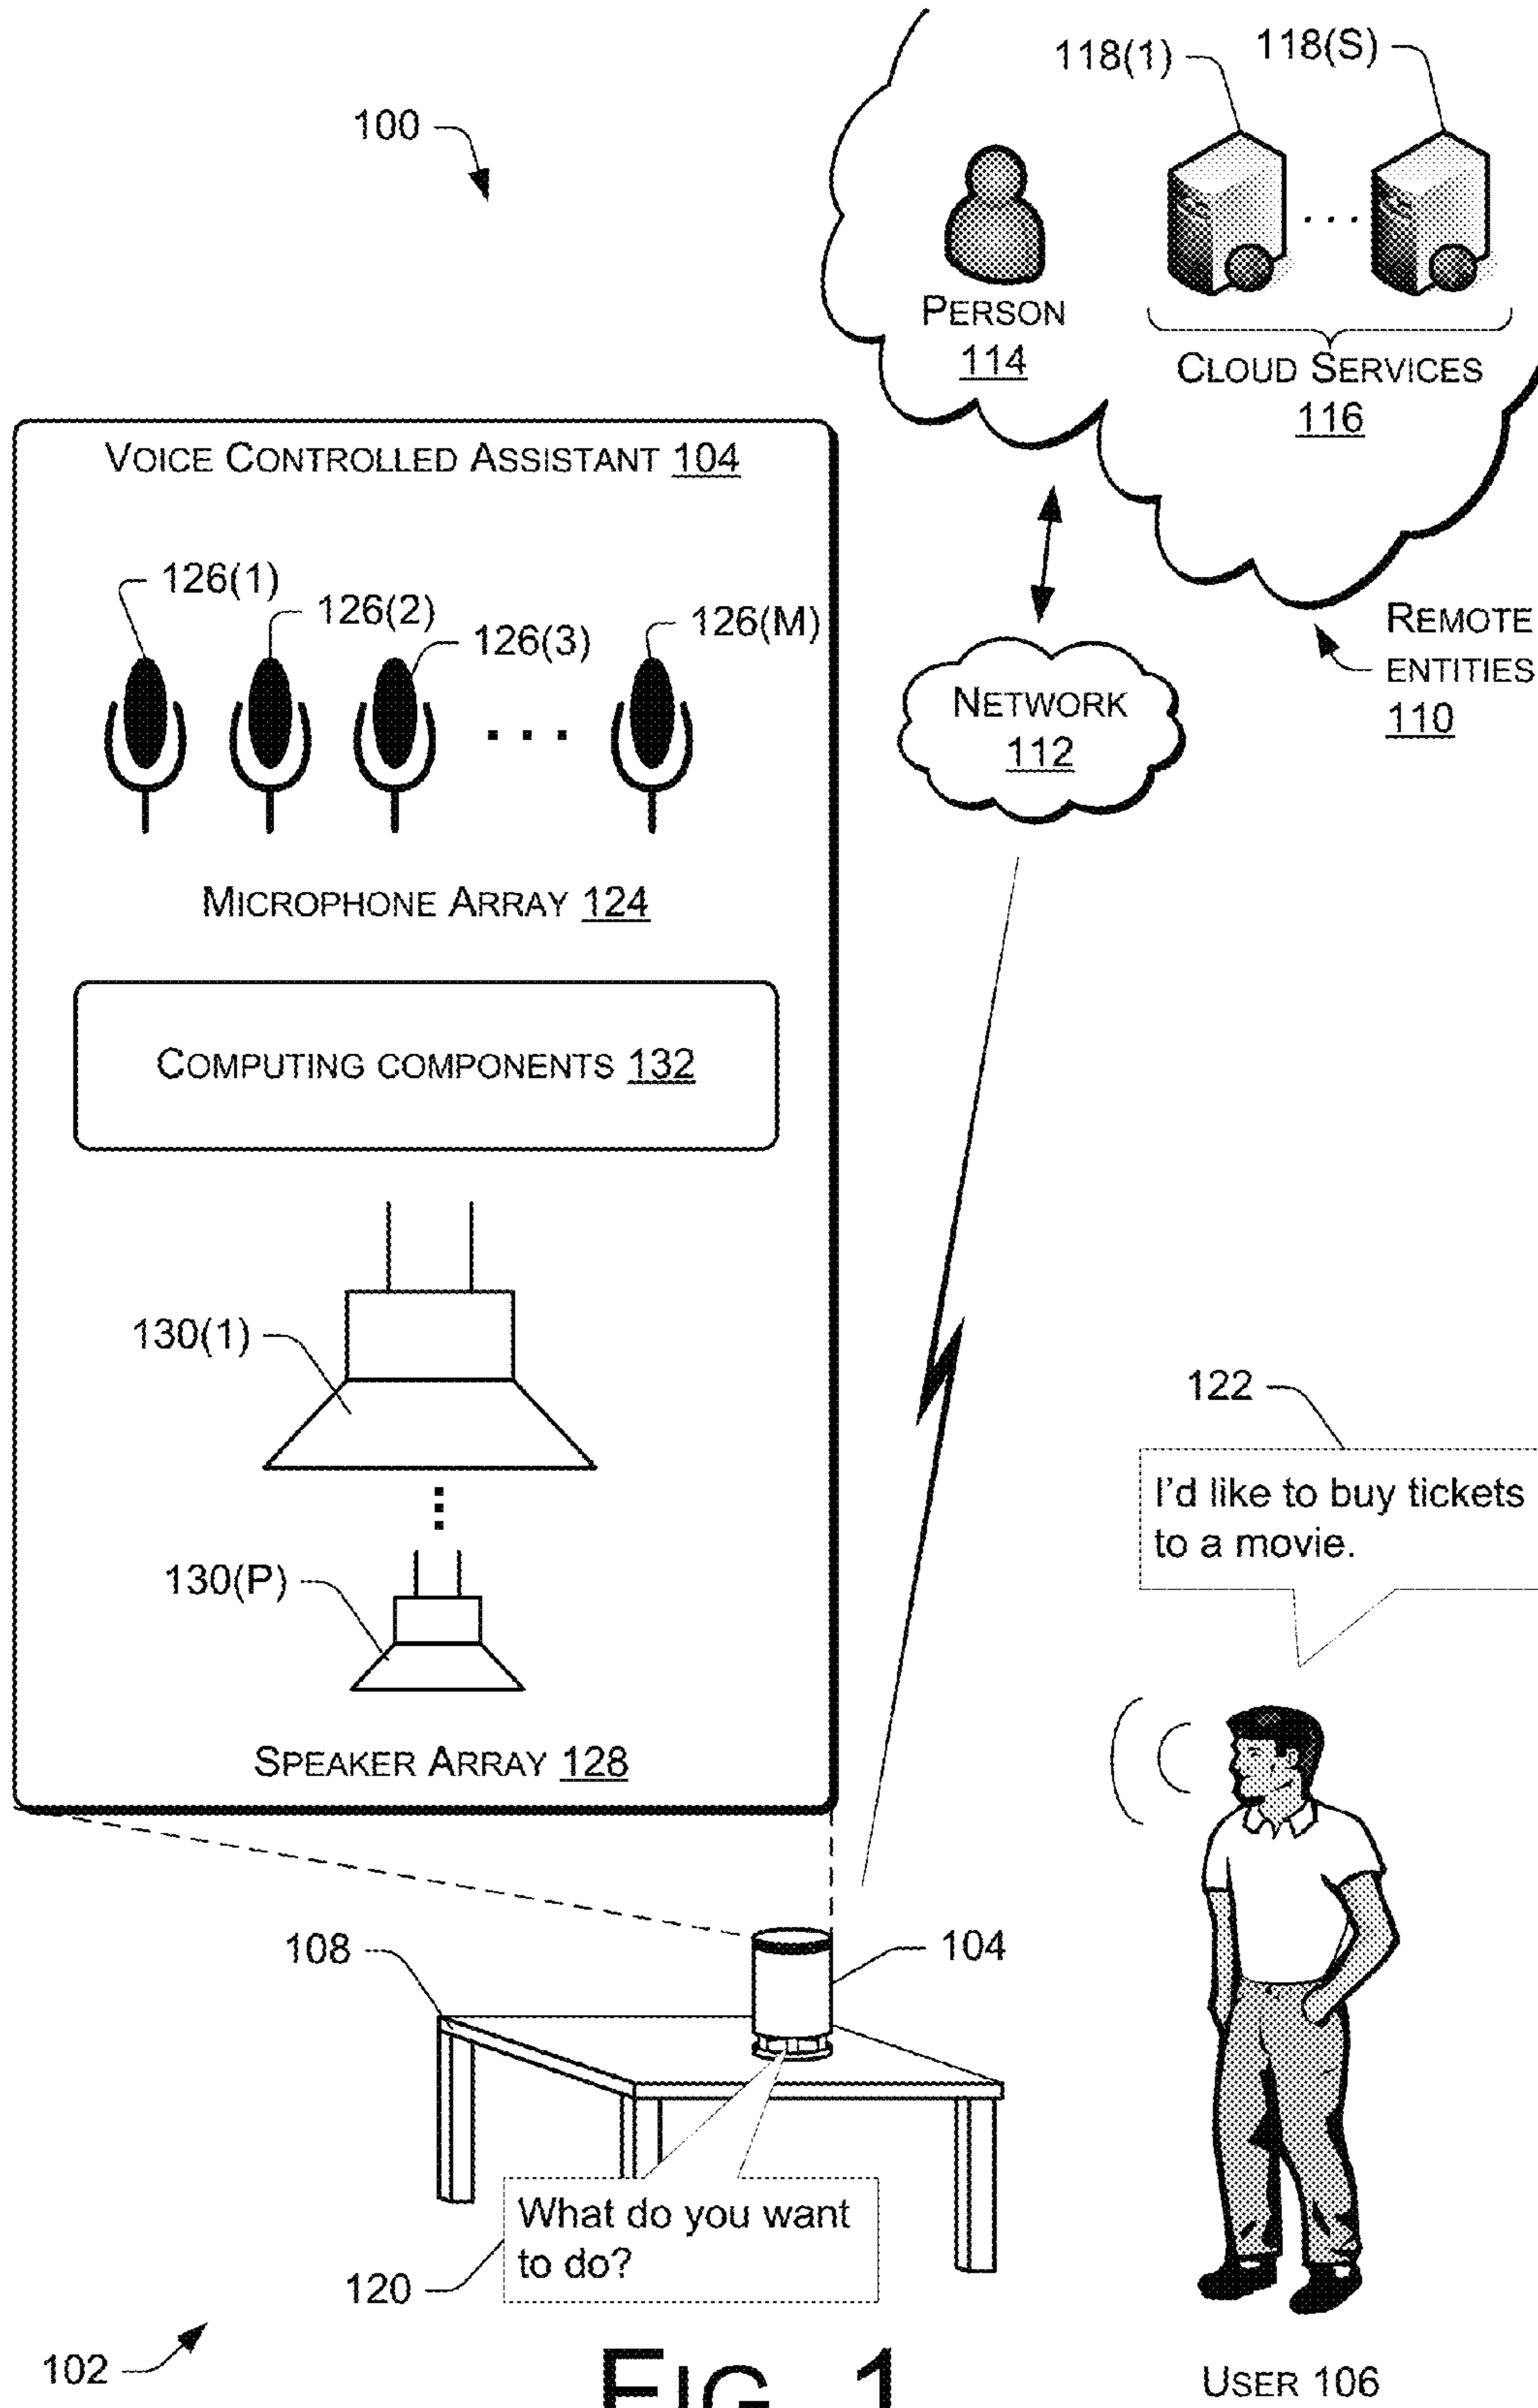 118(1)
118(S)
100
PERSON
114
CLOUD SERVICES
116
VOICE CONTROLLED ASSISTANT 104
126(1)
126(2)
126(3)
126(M)
REMOTE
ENTITIES
110
NETWORK
112
MICROPHONE ARRAY 124
COMPUTING COMPONENTS 132
130(1)
122
I'd like to buy tickets
to a movie.
130(P)
SPEAKER ARRAY 128
108
104
What do you want
to do?
120
102
FIG. 1
USER 106